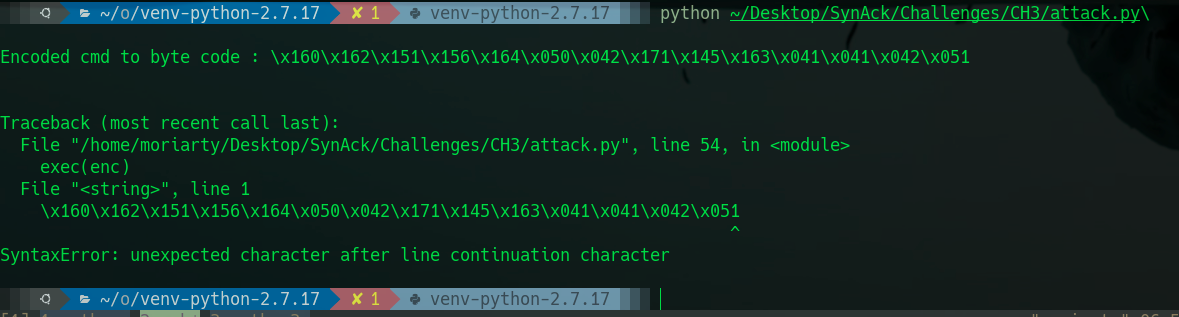 ~/o/venv-python-2.7.17 ✘ 1 venv-python-2.7.17 python ~/Desktop/SynAck/Challenges/CH3/attack.py\
Encoded cmd to byte code : \x160\x162\x151\x156\x164\x050\x042\x171\x145\x163\x041\x041\x042\x051
Traceback (most recent call last):
  File "/home/moriarty/Desktop/SynAck/Challenges/CH3/attack.py", line 54, in <module>
    exec(enc)
  File "<string>", line 1
    \x160\x162\x151\x156\x164\x050\x042\x171\x145\x163\x041\x041\x042\x051
                                                                         ^
SyntaxError: unexpected character after line continuation character
~/o/venv-python-2.7.17 ✘ 1 venv-python-2.7.17